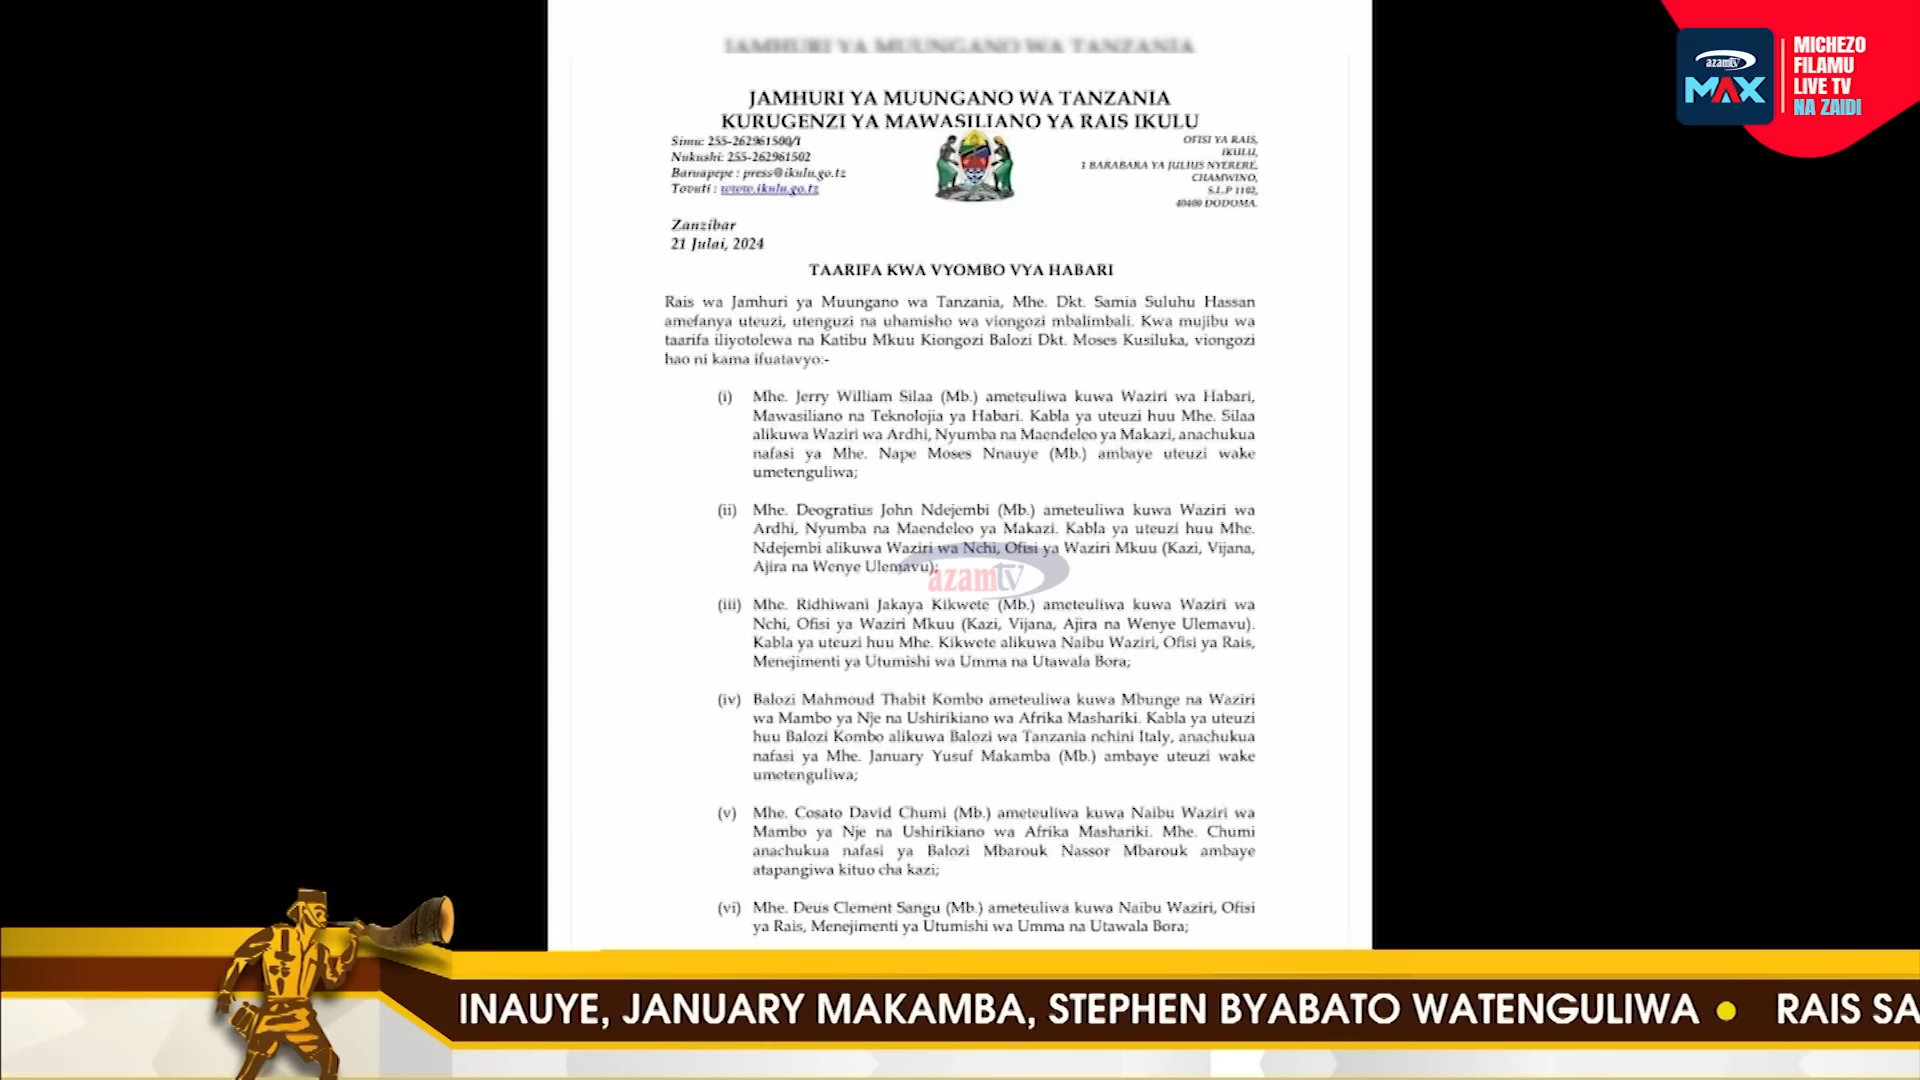 JAMHURI YA MUUNGANO WA TANZANIA
JAMHURI YA MUUNGANO WA TANZANIA
KURUGENZI YA MAWASILIANO YA RAIS IKULU
Simu: 255-262961500/1
Nukushi: 255-262961502
Baruapepe : press@ikulu.go.tz
Tovuti : www.ikulu.go.tz
OFISI YA RAIS,
IKULU,
1 BARABARA YA JULIUS NYERERE,
CHAMWINO,
S.L.P 1102,
40400 DODOMA.
Zanzibar
21 Julai, 2024
TAARIFA KWA VYOMBO VYA HABARI
Rais wa Jamhuri ya Muungano wa Tanzania, Mhe. Dkt. Samia Suluhu Hassan
amefanya uteuzi, utenguzi na uhamisho wa viongozi mbalimbali. Kwa mujibu wa
taarifa iliyotolewa na Katibu Mkuu Kiongozi Balozi Dkt. Moses Kusiluka, viongozi
hao ni kama ifuatavyo:-
(i) Mhe. Jerry William Silaa (Mb.) ameteuliwa kuwa Waziri wa Habari,
Mawasiliano na Teknolojia ya Habari. Kabla ya uteuzi huu Mhe. Silaa
alikuwa Waziri wa Ardhi, Nyumba na Maendeleo ya Makazi, anachukua
nafasi ya Mhe. Nape Moses Nnauye (Mb.) ambaye uteuzi wake
umetenguliwa;
(ii) Mhe. Deogratius John Ndejembi (Mb.) ameteuliwa kuwa Waziri wa
Ardhi, Nyumba na Maendeleo ya Makazi. Kabla ya uteuzi huu Mhe.
Ndejembi alikuwa Waziri wa Nchi, Ofisi ya Waziri Mkuu (Kazi, Vijana,
Ajira na Wenye Ulemavu);
azamtv
(iii) Mhe. Ridhiwani Jakaya Kikwete (Mb.) ameteuliwa kuwa Waziri wa
Nchi, Ofisi ya Waziri Mkuu (Kazi, Vijana, Ajira na Wenye Ulemavu).
Kabla ya uteuzi huu Mhe. Kikwete alikuwa Naibu Waziri, Ofisi ya Rais,
Menejimenti ya Utumishi wa Umma na Utawala Bora;
(iv) Balozi Mahmoud Thabit Kombo ameteuliwa kuwa Mbunge na Waziri
wa Mambo ya Nje na Ushirikiano wa Afrika Mashariki. Kabla ya uteuzi
huu Balozi Kombo alikuwa Balozi wa Tanzania nchini Italy, anachukua
nafasi ya Mhe. January Yusuf Makamba (Mb.) ambaye uteuzi wake
umetenguliwa;
(v) Mhe. Cosato David Chumi (Mb.) ameteuliwa kuwa Naibu Waziri wa
Mambo ya Nje na Ushirikiano wa Afrika Mashariki. Mhe. Chumi
anachukua nafasi ya Balozi Mbarouk Nassor Mbarouk ambaye
atapangiwa kituo cha kazi;
(vi) Mhe. Deus Clement Sangu (Mb.) ameteuliwa kuwa Naibu Waziri, Ofisi
ya Rais, Menejimenti ya Utumishi wa Umma na Utawala Bora;
azamtv
MAX
MICHEZO
FILAMU
LIVE TV
NA ZAIDI
INAUYE, JANUARY MAKAMBA, STEPHEN BYABATO WATENGULIWA • RAIS SA